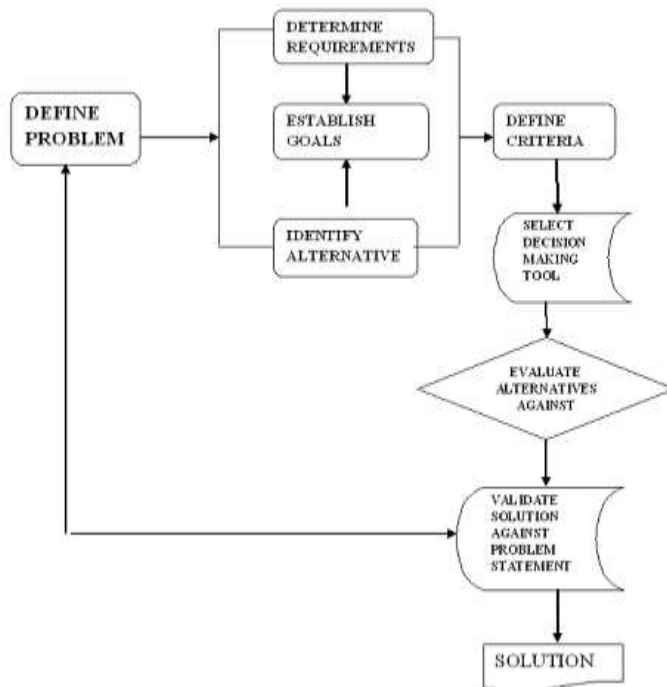 DETERMINE
REQUIREMENTS
DEFINE
PROBLEM
ESTABLISH
GOALS
DEFINE
CRITERIA
IDENTIFY
ALTERNATIVE
SELECT
DECISION
MAKING
TOOL
EVALUATE
ALTERNATIVES
AGAINST
VALIDATE
SOLUTION
AGAINST
PROBLEM
STATEMENT
SOLUTION